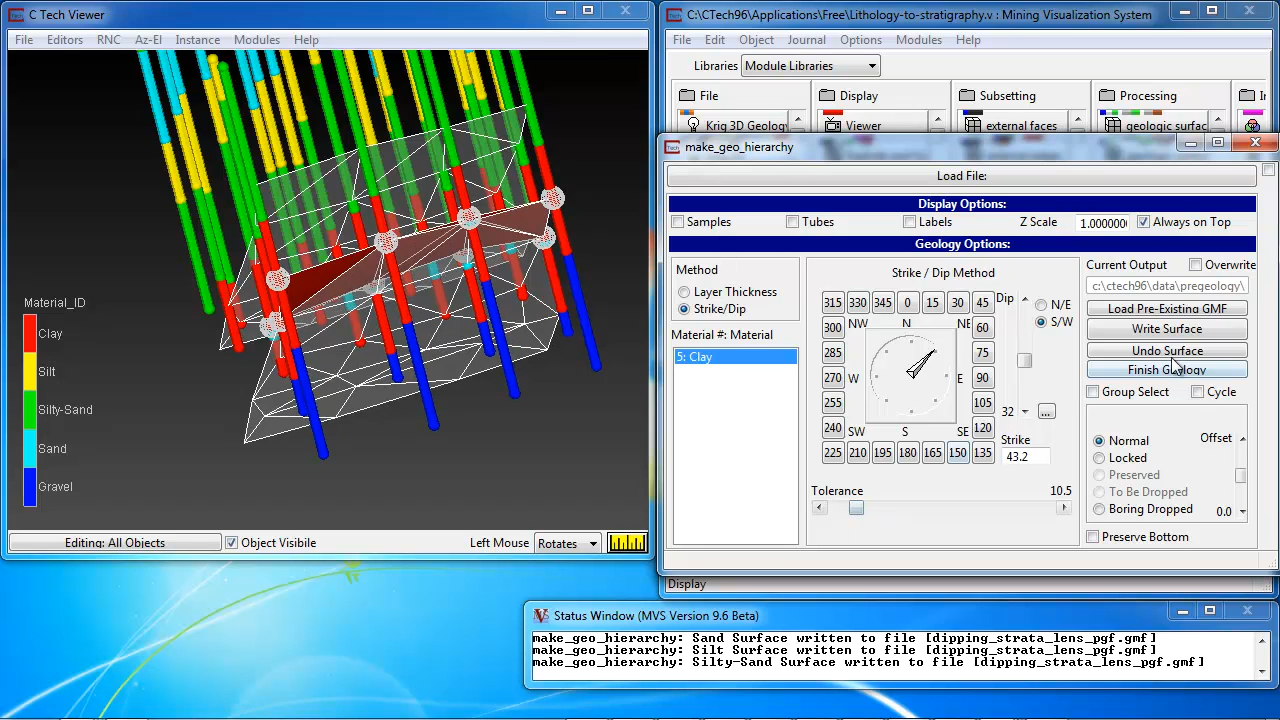 C Tech Viewer
File Editors RNC Az-El Instance Modules Help
Material_ID
Clay
Silt
Silty-Sand
Sand
Gravel
Editing: All Objects
Object Visibile
Left Mouse
Rotates
C:\CTech96\Applications\Free\Lithology-to-stratigraphy.v : Mining Visualization System
File Edit Object Journal Options Modules Help
Libraries
Module Libraries
File
Display
Subsetting
Processing
Krig 3D Geology
Viewer
external faces
make_geo_hierarchy
Load File:
Display Options:
Samples
Tubes
Labels
Z Scale
Always on Top
Geology Options:
Method
Layer Thickness
Strike/Dip
Material #: Material
5: Clay
Strike / Dip Method
315 330 345 0 15 30 45
300 NW N NE 60
285 75
270 W E 90
255 105
240 SW S SE 120
225 210 195 180 165 150 135
Dip
32
...
N/E
S/W
Strike
43.2
Tolerance
10.5
Current Output
Overwrite
c:\ctech96\data\pregeology\
Load Pre-Existing GMF
Write Surface
Undo Surface
Finish Geology
Group Select
Cycle
Normal
Locked
Preserved
To Be Dropped
Boring Dropped
Offset
0.0
Preserve Bottom
Display
Status Window (MVS Version 9.6 Beta)
make_geo_hierarchy: Sand Surface written to file [dipping_strata_lens_pgf.gmf]
make_geo_hierarchy: Silt Surface written to file [dipping_strata_lens_pgf.gmf]
make_geo_hierarchy: Silty-Sand Surface written to file [dipping_strata_lens_pgf.gmf]